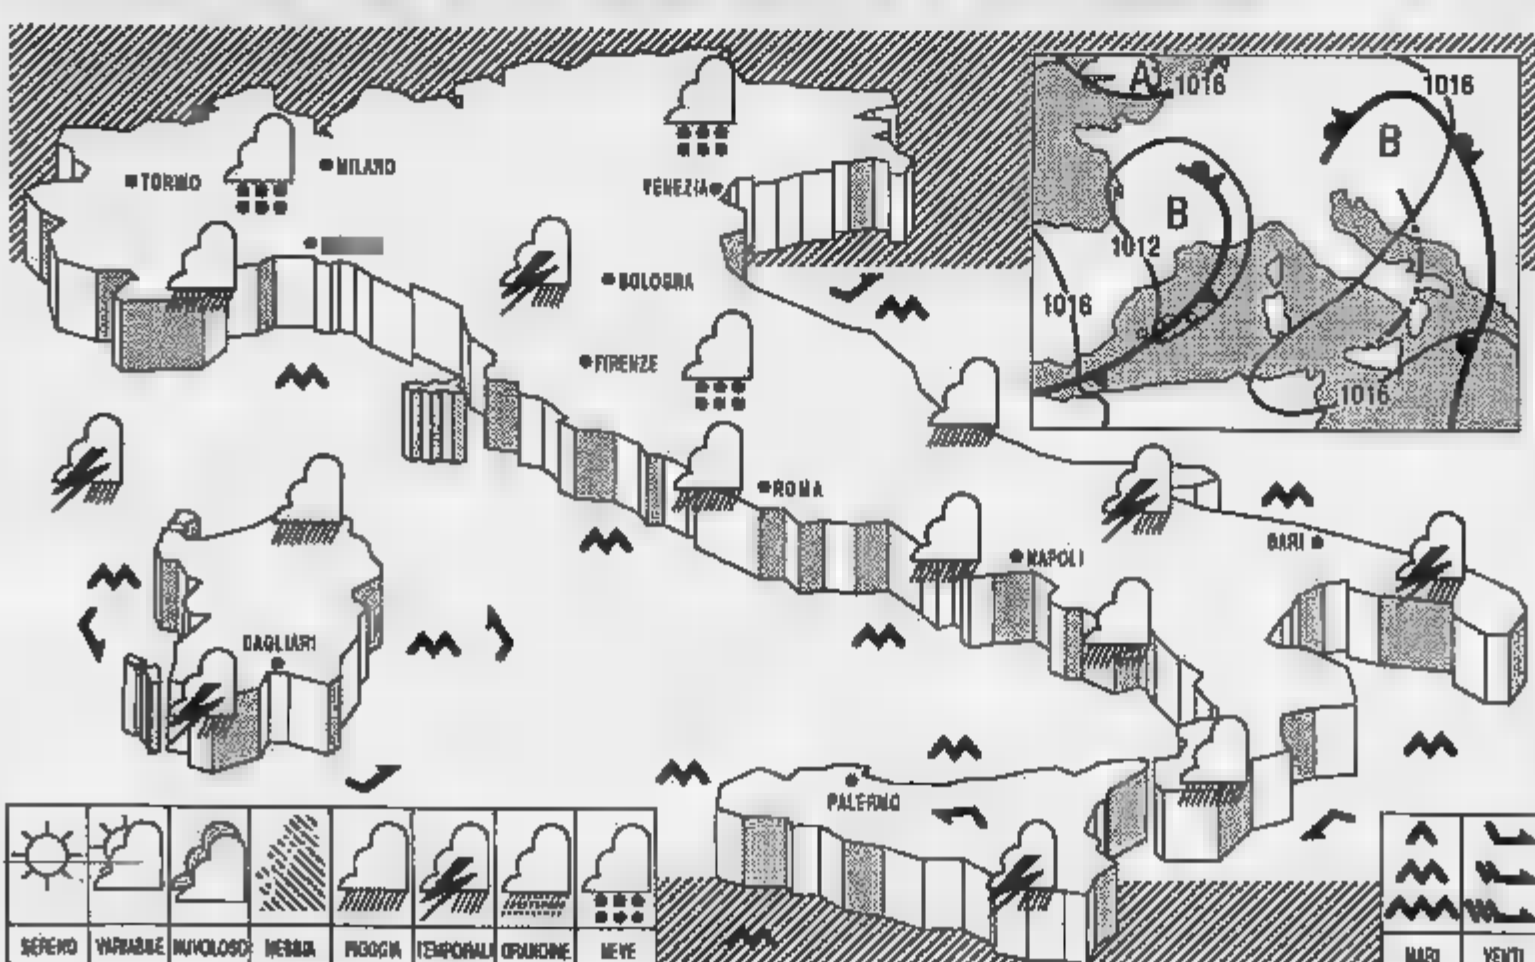 A
1016
1016
B
B
1012
1016
1016
TORINO
MILANO
VENEZIA
BOLOGNA
FIRENZE
ROMA
NAPOLI
BARI
CAGLIARI
PALERMO
SERENO
VARIABILE
NUVOLOSO
NEBBIA
PIOGGIA
TEMPORALI
GRANDINE
NEVE
MARI
VENTI